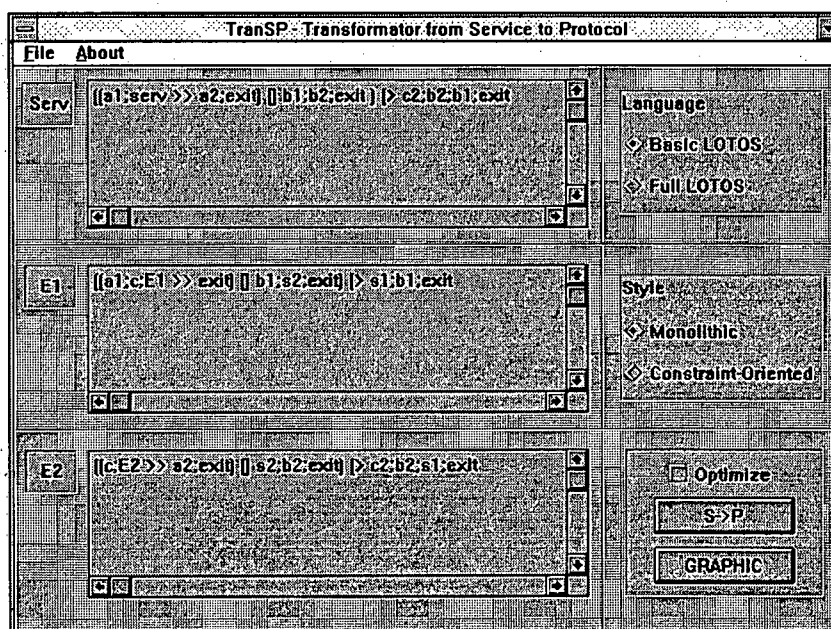 TranSP - Transformator from Service to Protocol
File About
Serv
((a1;serv >> a2;exit) [] b1;b2;exit ) [> c2;b2;b1;exit
Language
Basic LOTOS
Full LOTOS
E1
((a1;c;E1 >> exit) [] b1;s2;exit) [> s1;b1;exit
Style
Monolithic
Constraint-Oriented
E2
((c;E2 >> a2;exit) [] s2;b2;exit) [> c2;b2;s1;exit
Optimize
S->P
GRAPHIC